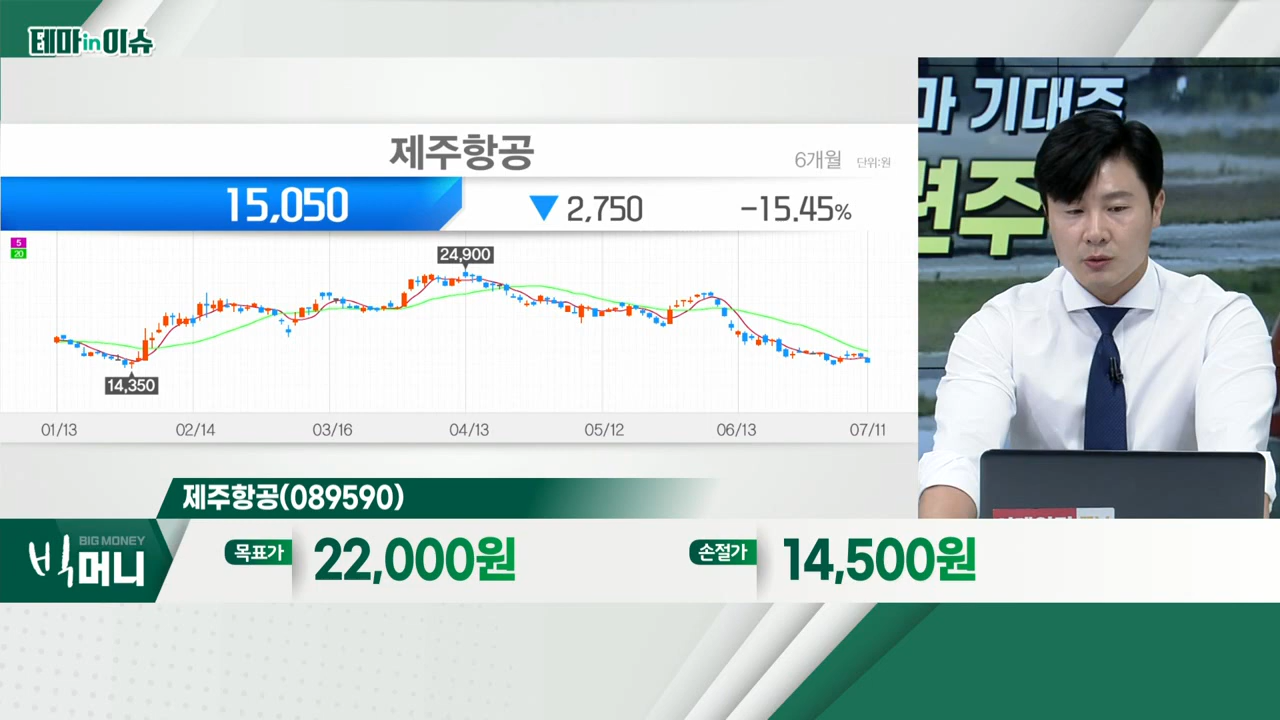 테마in이슈
마 기대주
련주
제주항공
6개월 단위:원
15,050 ▼2,750 -15.45%
5
20
24,900
14,350
01/13 02/14 03/16 04/13 05/12 06/13 07/11
제주항공(089590)
BIG MONEY
빅머니
목표가 22,000원 손절가 14,500원